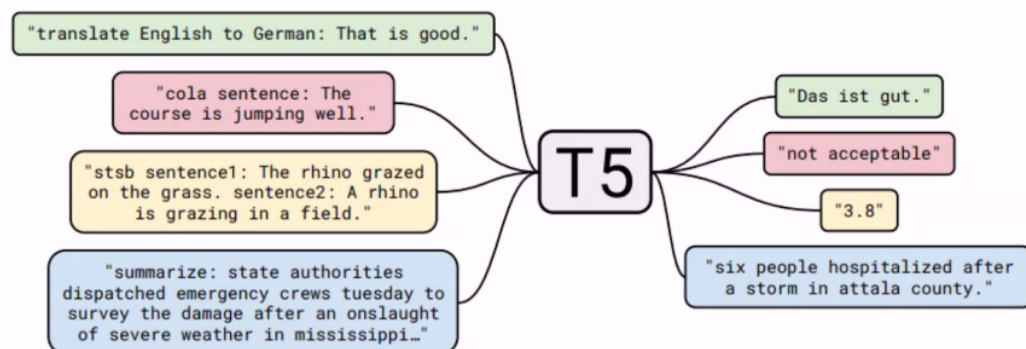 "translate English to German: That is good."
"cola sentence: The
course is jumping well."
"stsb sentence1: The rhino grazed
on the grass. sentence2: A rhino
is grazing in a field."
"summarize: state authorities
dispatched emergency crews tuesday to
survey the damage after an onslaught
of severe weather in mississippi…"
T5
"Das ist gut."
"not acceptable"
"3.8"
"six people hospitalized after
a storm in attala county."